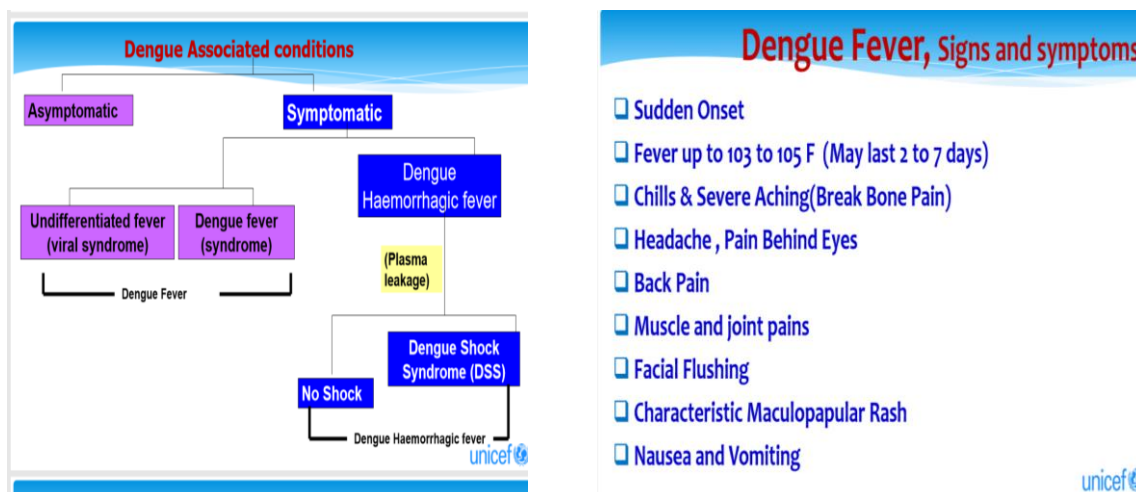 Dengue Associated conditions
Asymptomatic
Symptomatic
Dengue
Haemorrhagic fever
Undifferentiated fever
(viral syndrome)
Dengue fever
(syndrome)
(Plasma
leakage)
Dengue Fever
Dengue Shock
Syndrome (DSS)
No Shock
Dengue Haemorrhagic fever
unicef
Dengue Fever, Signs and symptoms
Sudden Onset
Fever up to 103 to 105 F (May last 2 to 7 days)
Chills & Severe Aching(Break Bone Pain)
Headache , Pain Behind Eyes
Back Pain
Muscle and joint pains
Facial Flushing
Characteristic Maculopapular Rash
Nausea and Vomiting
unicef